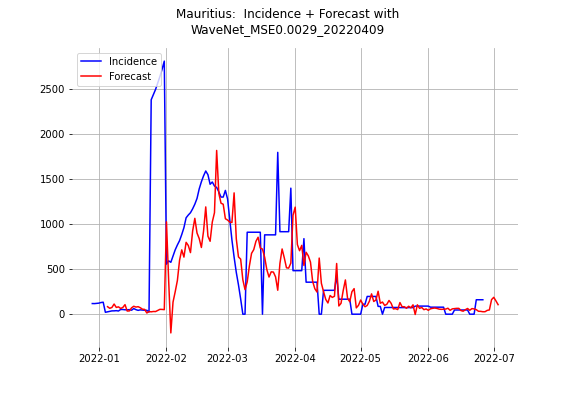 Mauritius:  Incidence + Forecast with
WaveNet_MSE0.0029_20220409
Incidence
Forecast
2500
2000
1500
1000
500
0
2022-01 2022-02 2022-03 2022-04 2022-05 2022-06 2022-07